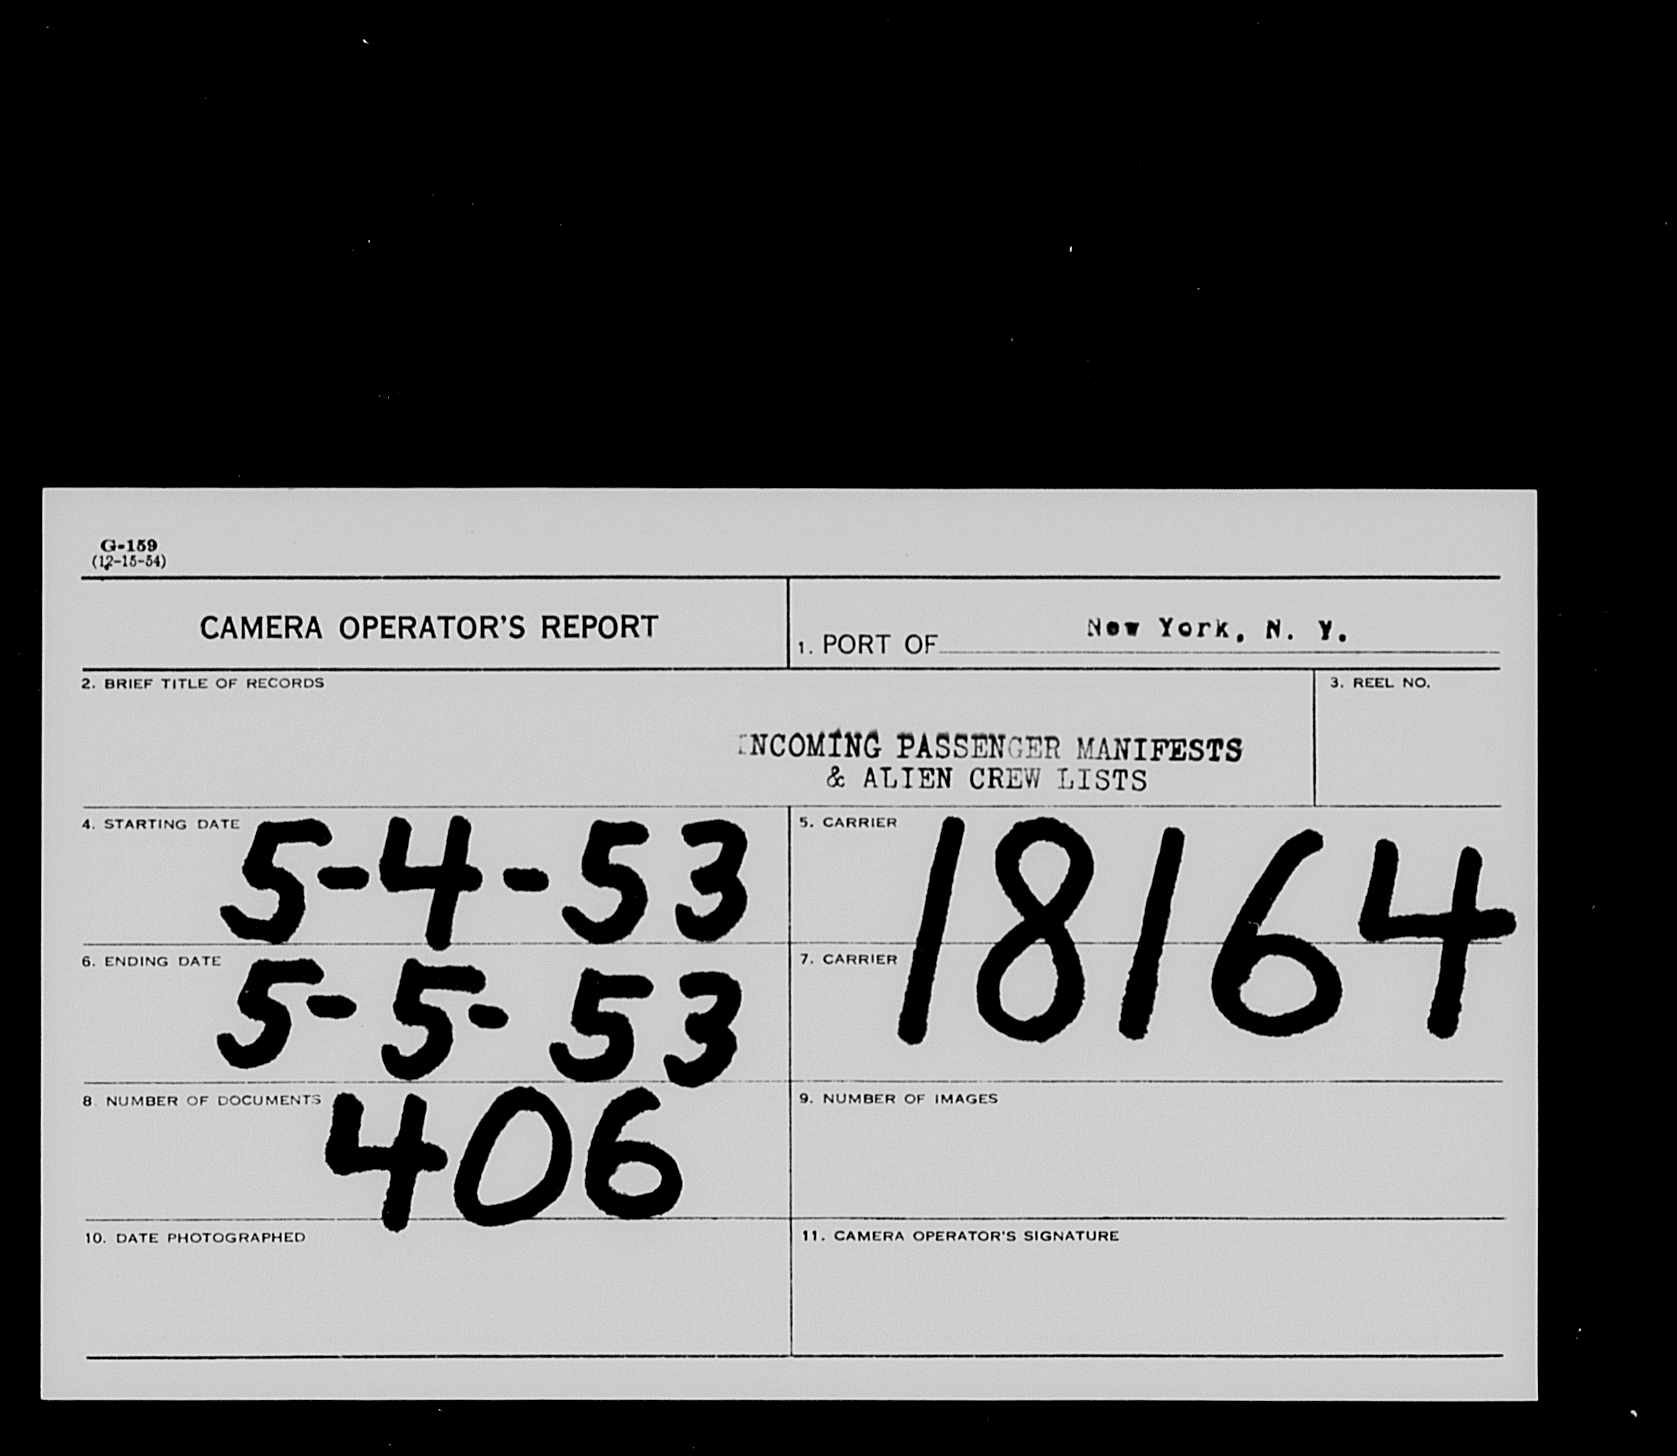 G-159
(12-15-54)
CAMERA OPERATOR'S REPORT
1. PORT OF New York, N. Y.
2. BRIEF TITLE OF RECORDS
3. REEL NO.
INCOMING PASSENGER MANIFESTS
& ALIEN CREW LISTS
4. STARTING DATE 5-4-53
5. CARRIER 18164
6. ENDING DATE 5-5-53
7. CARRIER
8. NUMBER OF DOCUMENTS 406
9. NUMBER OF IMAGES
10. DATE PHOTOGRAPHED
11. CAMERA OPERATOR'S SIGNATURE